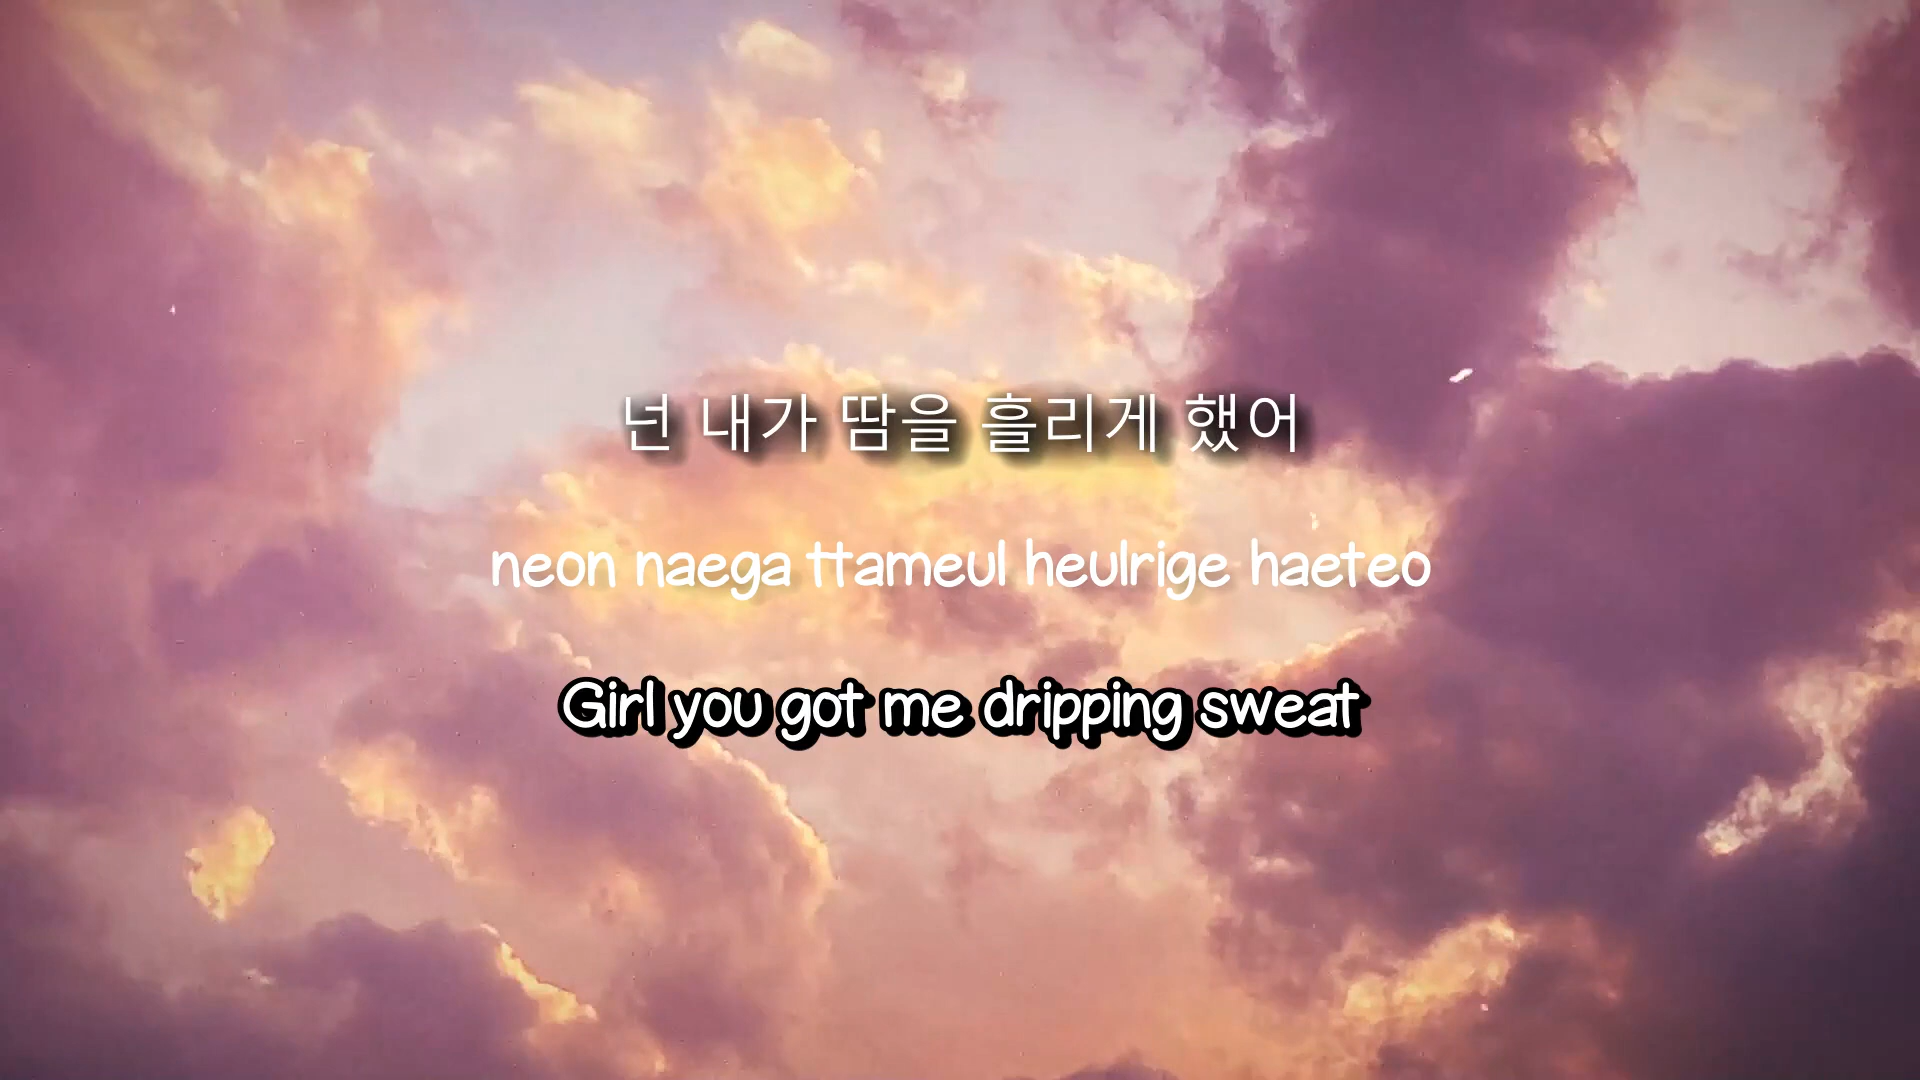 넌 내가 땀을 흘리게 했어
neon naega ttameul heulrige haeteo
Girl you got me dripping sweat